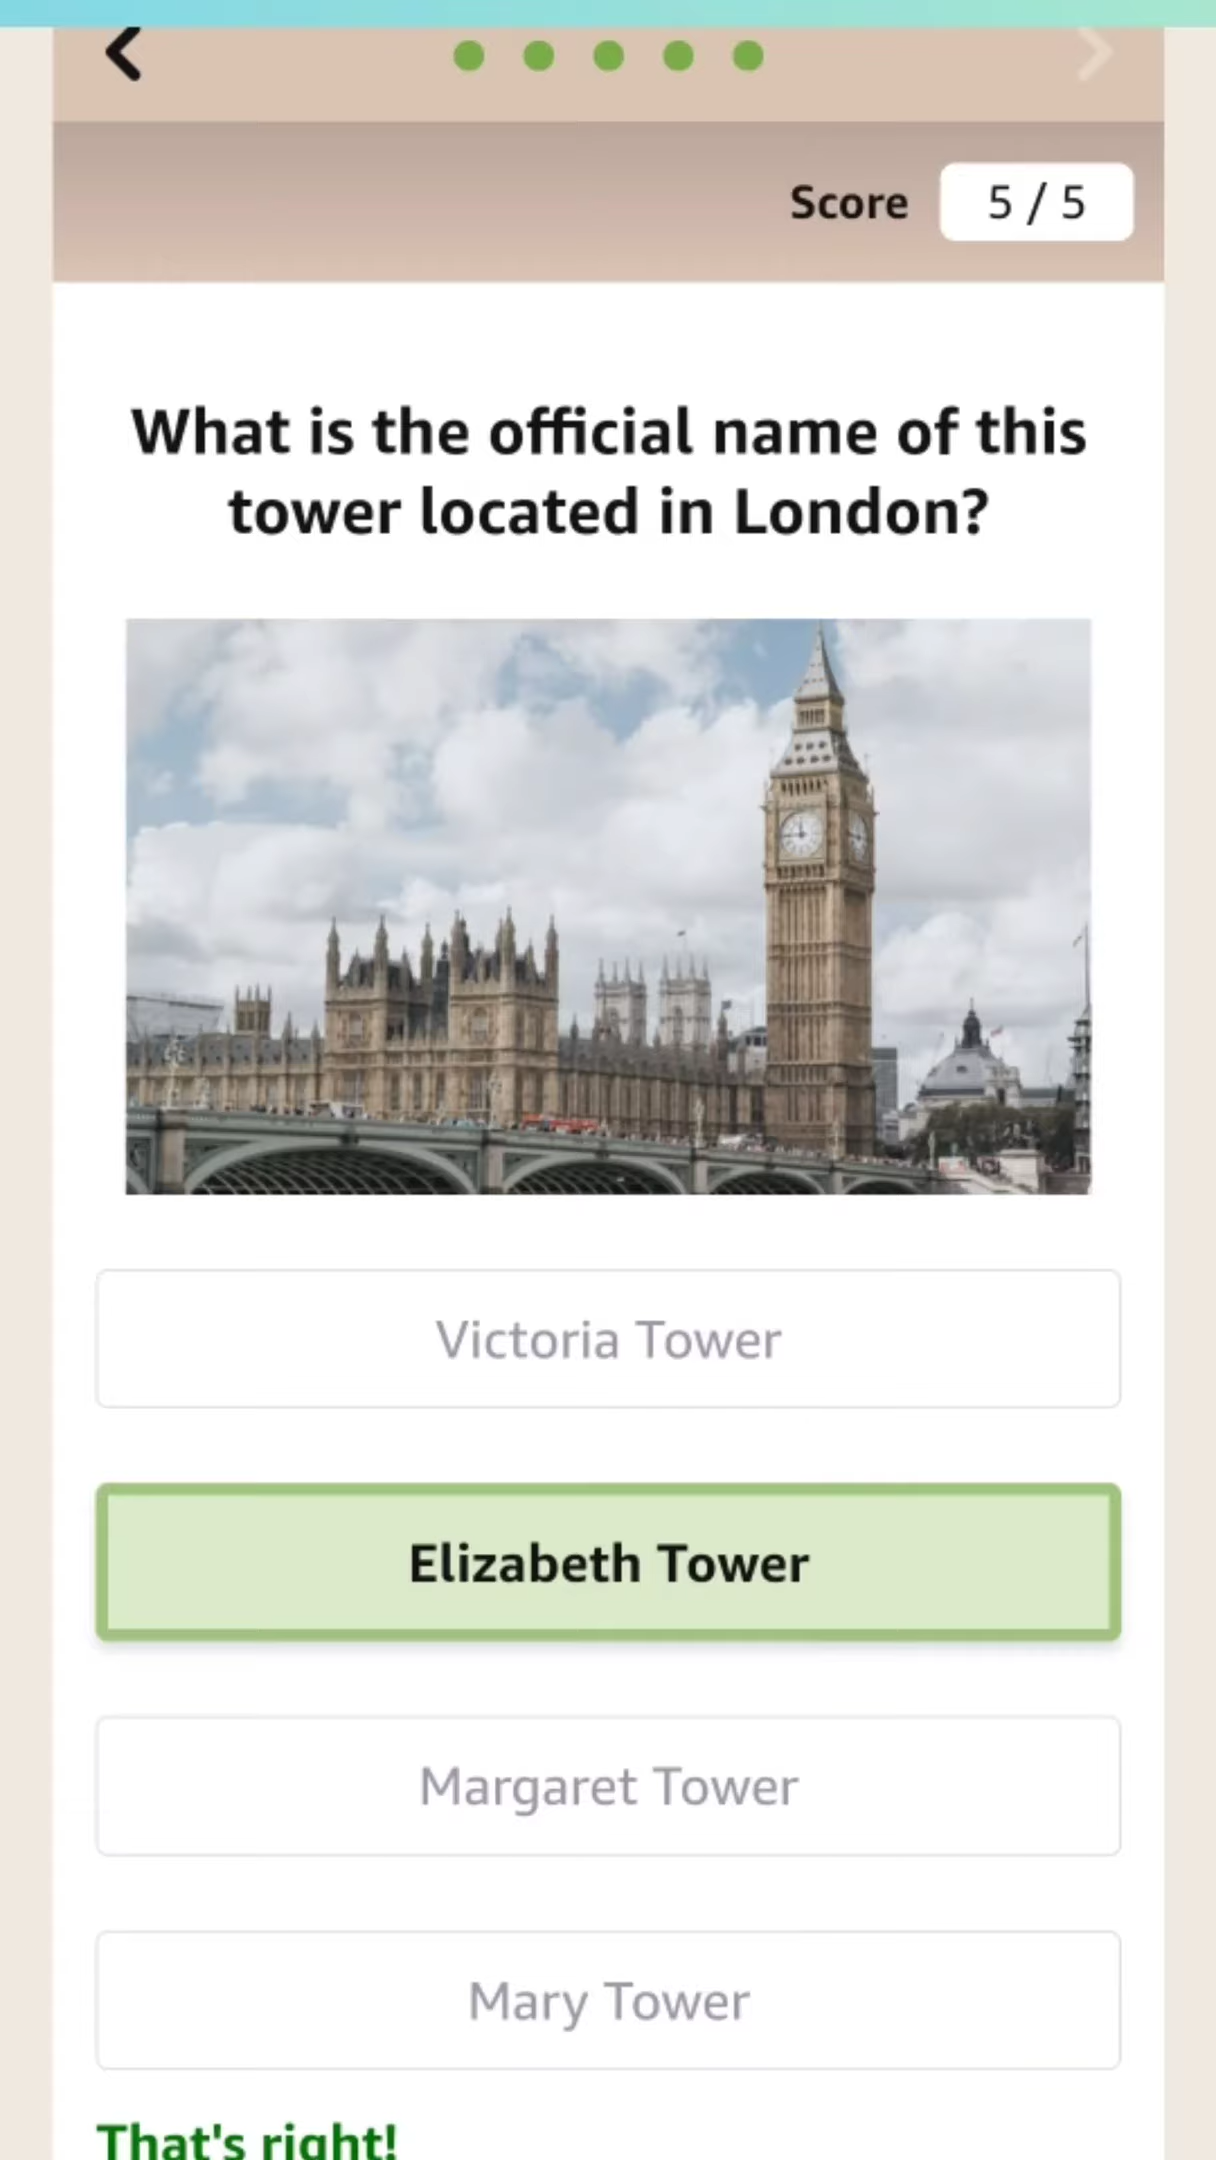 Score 5 / 5
What is the official name of this
tower located in London?
Victoria Tower
Elizabeth Tower
Margaret Tower
Mary Tower
That's right!